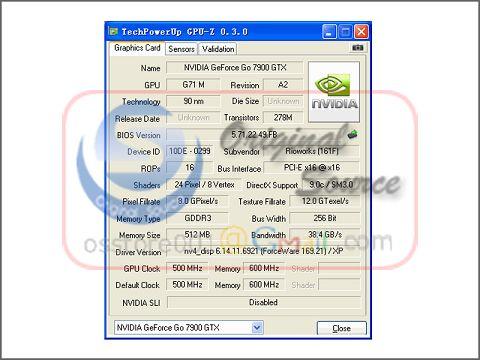 TechPowerUp GPU-Z 0.3.0
Graphics Card Sensors Validation
Name NVIDIA GeForce Go 7900 GTX
GPU G71 M Revision A2
Technology 90 nm Die Size Unknown
Release Date Unknown Transistors 278M
NVIDIA
BIOS Version 5.71.22.49.FB
Device ID 10DE - 0299 Subvendor Rioworks (161F)
ROPs 16 Bus Interface PCI-E x16 @ x16
Shaders 24 Pixel / 8 Vertex DirectX Support 9.0c / SM3.0
Pixel Fillrate 8.0 GPixel/s Texture Fillrate 12.0 GTexel/s
Memory Type GDDR3 Bus Width 256 Bit
Memory Size 512 MB Bandwidth 38.4 GB/s
Driver Version nv4_disp 6.14.11.6921 (ForceWare 169.21) / XP
GPU Clock 500 MHz Memory 600 MHz Shader
Default Clock 500 MHz Memory 600 MHz Shader
NVIDIA SLI Disabled
NVIDIA GeForce Go 7900 GTX Close
Original
Source
osstore001@Gmail.com